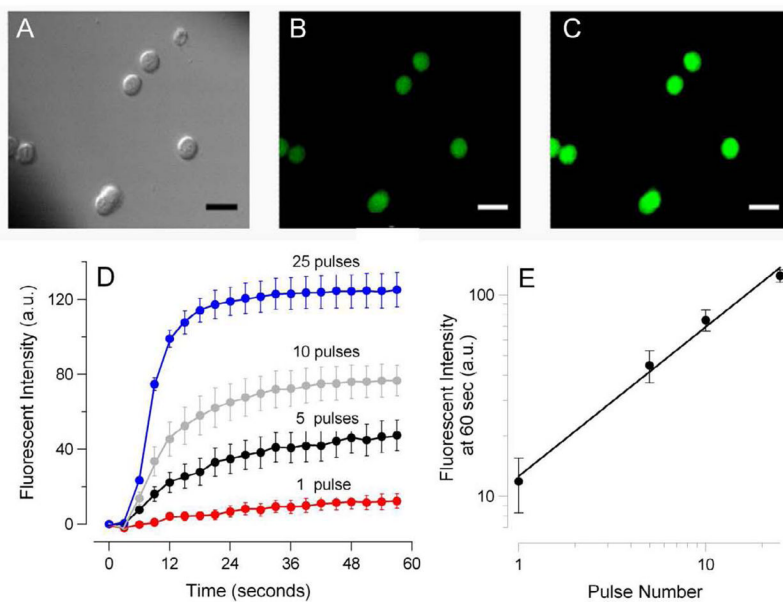 A
B
C
D
25 pulses
10 pulses
5 pulses
1 pulse
Fluorescent Intensity (a.u.)
120
80
40
0
0
12
24
36
48
60
Time (seconds)
E
Fluorescent Intensity
at 60 sec (a.u.)
100
10
1
10
Pulse Number